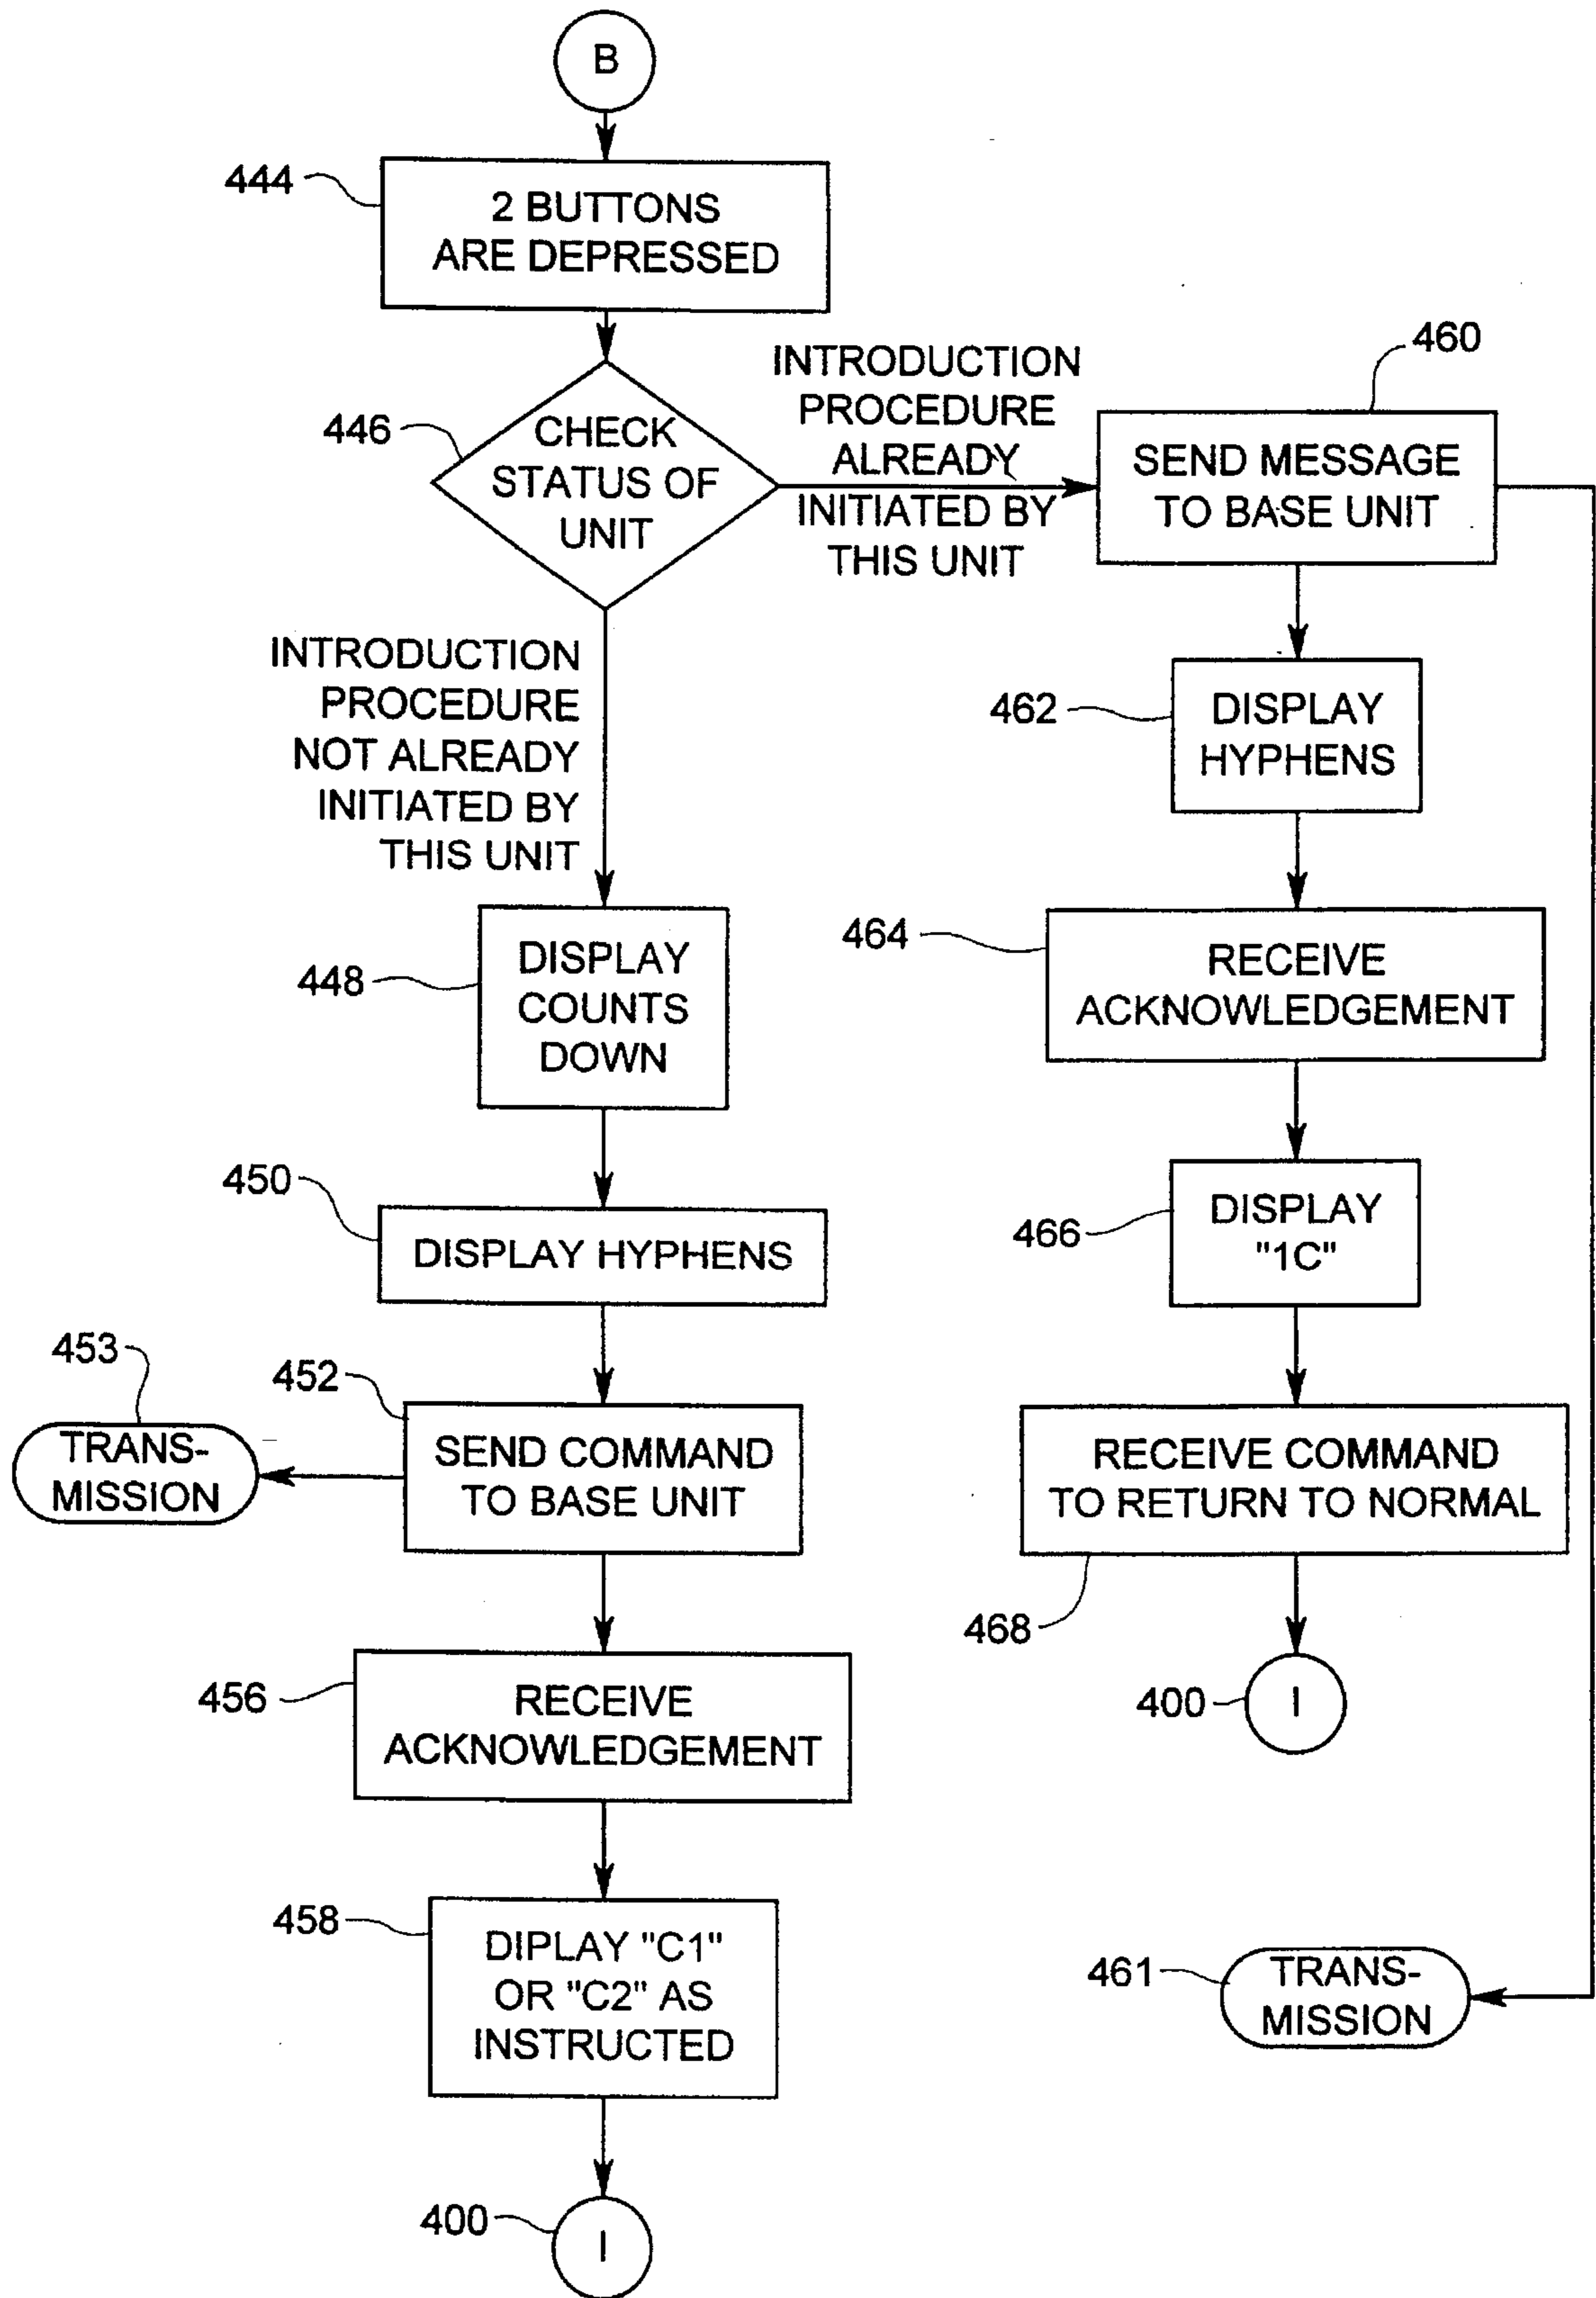 B
444
2 BUTTONS
ARE DEPRESSED
446
CHECK
STATUS OF
UNIT
INTRODUCTION
PROCEDURE
ALREADY
INITIATED BY
THIS UNIT
460
SEND MESSAGE
TO BASE UNIT
INTRODUCTION
PROCEDURE
NOT ALREADY
INITIATED BY
THIS UNIT
462
DISPLAY
HYPHENS
448
DISPLAY
COUNTS
DOWN
464
RECEIVE
ACKNOWLEDGEMENT
450
DISPLAY HYPHENS
466
DISPLAY
"1C"
453
TRANS-
MISSION
452
SEND COMMAND
TO BASE UNIT
RECEIVE COMMAND
TO RETURN TO NORMAL
468
456
RECEIVE
ACKNOWLEDGEMENT
400
I
458
DIPLAY "C1"
OR "C2" AS
INSTRUCTED
461
TRANS-
MISSION
400
I